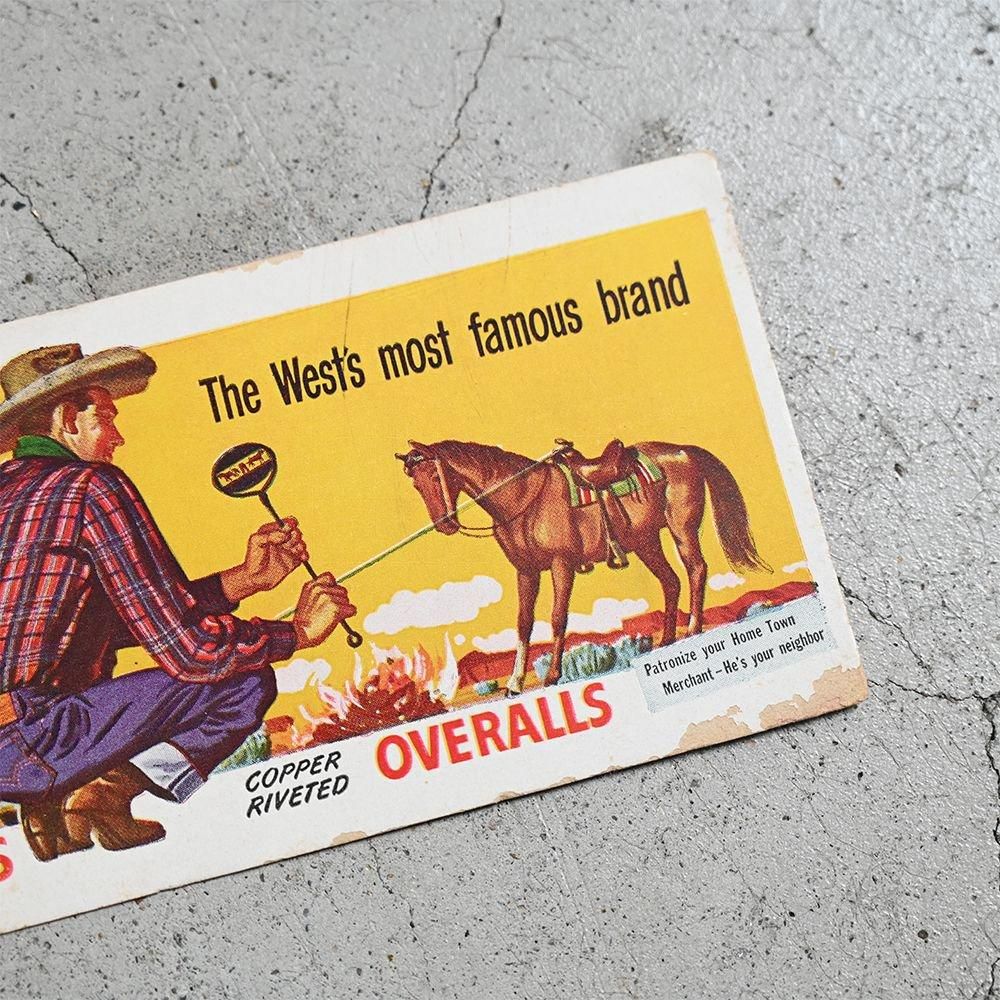 The West's most famous brand
Patronize your Home Town
Merchant – He's your neighbor
COPPER
RIVETED
OVERALLS
S